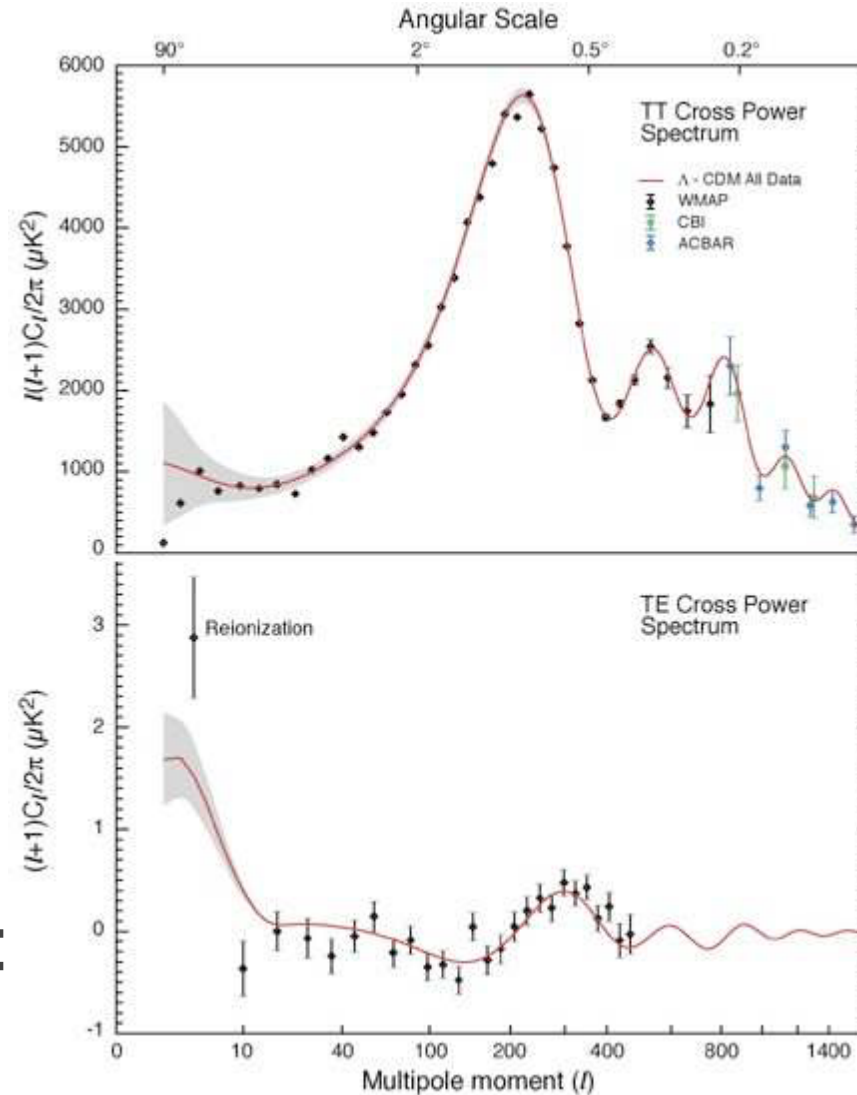 Angular Scale
90° 2° 0.5° 0.2°
6000
5000
4000
3000
2000
1000
0
l(l+1)Cl/2π (μK²)
TT Cross Power
Spectrum
Λ - CDM All Data
WMAP
CBI
ACBAR
3
2
1
0
-1
(l+1)Cl/2π (μK²)
Reionization
TE Cross Power
Spectrum
0 10 40 100 200 400 800 1400
Multipole moment (l)